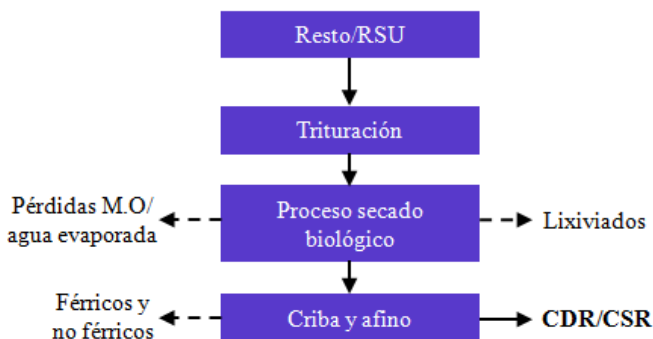 Resto/RSU
Trituración
Pérdidas M.O/
agua evaporada
Proceso secado
biológico
Lixiviados
Férricos y
no férricos
Criba y afino
CDR/CSR